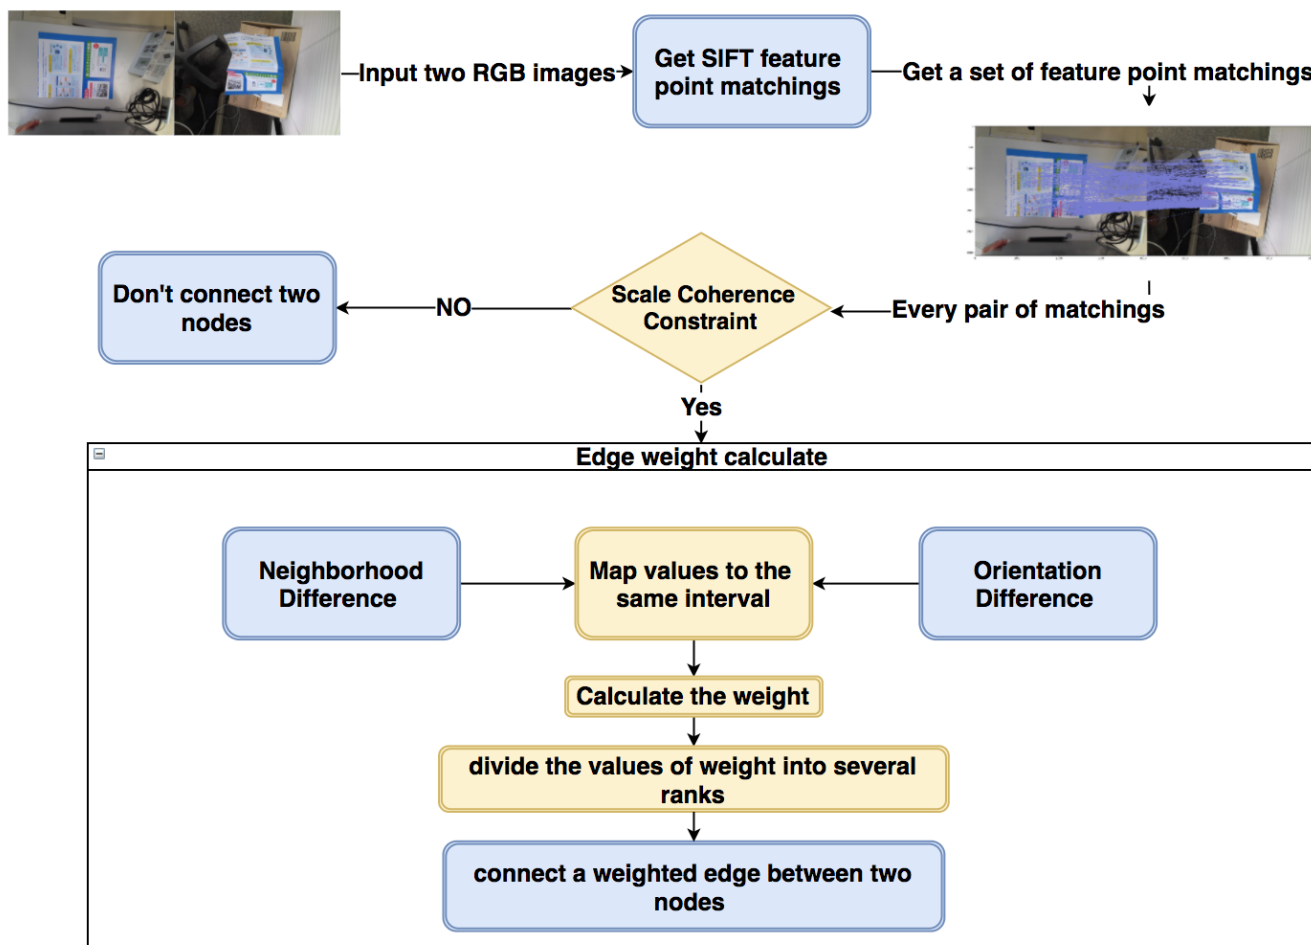 Input two RGB images
Get SIFT feature
point matchings
Get a set of feature point matchings
Don't connect two
nodes
NO
Scale Coherence
Constraint
Every pair of matchings
Yes
Edge weight calculate
Neighborhood
Difference
Map values to the
same interval
Orientation
Difference
Calculate the weight
divide the values of weight into several
ranks
connect a weighted edge between two
nodes